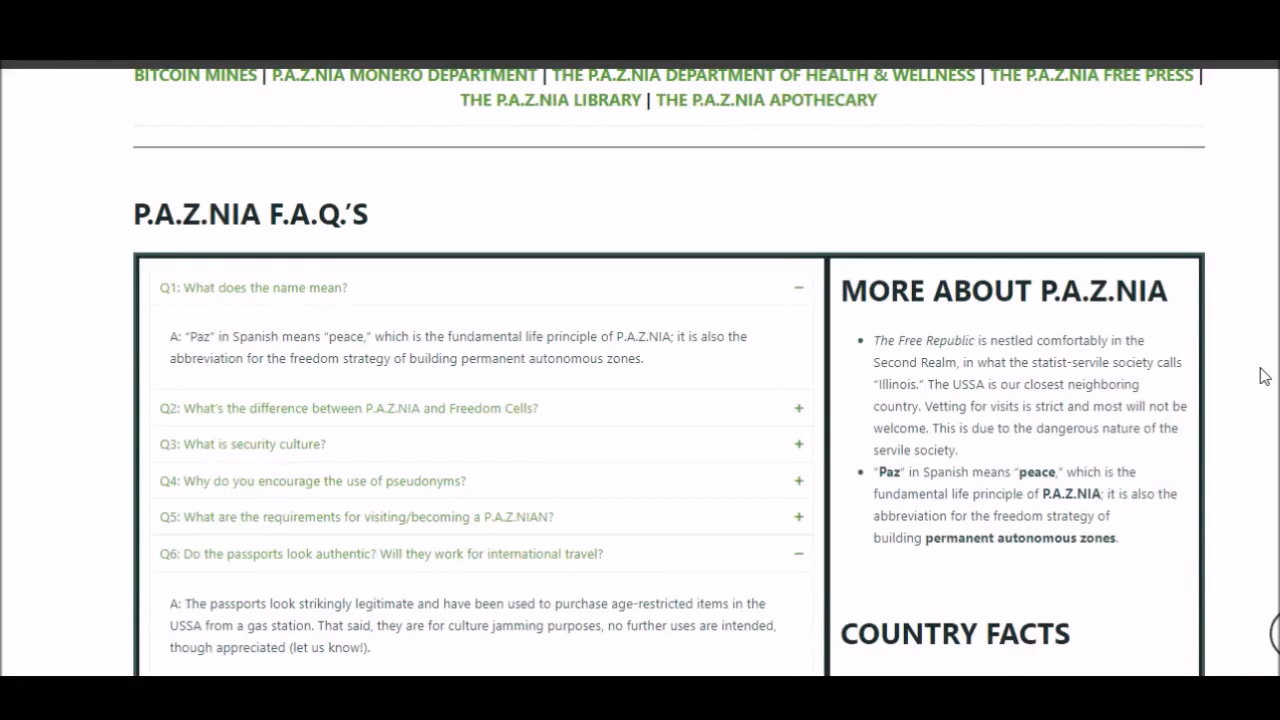 BITCOIN MINES | P.A.Z.NIA MONERO DEPARTMENT | THE P.A.Z.NIA DEPARTMENT OF HEALTH & WELLNESS | THE P.A.Z.NIA FREE PRESS |
THE P.A.Z.NIA LIBRARY | THE P.A.Z.NIA APOTHECARY
P.A.Z.NIA F.A.Q.’S
Q1: What does the name mean? −
A: “Paz” in Spanish means “peace,” which is the fundamental life principle of P.A.Z.NIA; it is also the
abbreviation for the freedom strategy of building permanent autonomous zones.
Q2: What's the difference between P.A.Z.NIA and Freedom Cells? +
Q3: What is security culture? +
Q4: Why do you encourage the use of pseudonyms? +
Q5: What are the requirements for visiting/becoming a P.A.Z.NIAN? +
Q6: Do the passports look authentic? Will they work for international travel? −
A: The passports look strikingly legitimate and have been used to purchase age-restricted items in the
USSA from a gas station. That said, they are for culture jamming purposes, no further uses are intended,
though appreciated (let us know!).
MORE ABOUT P.A.Z.NIA
• The Free Republic is nestled comfortably in the
Second Realm, in what the statist-servile society calls
“Illinois.” The USSA is our closest neighboring
country. Vetting for visits is strict and most will not be
welcome. This is due to the dangerous nature of the
servile society.
• “Paz” in Spanish means “peace,” which is the
fundamental life principle of P.A.Z.NIA; it is also the
abbreviation for the freedom strategy of
building permanent autonomous zones.
COUNTRY FACTS